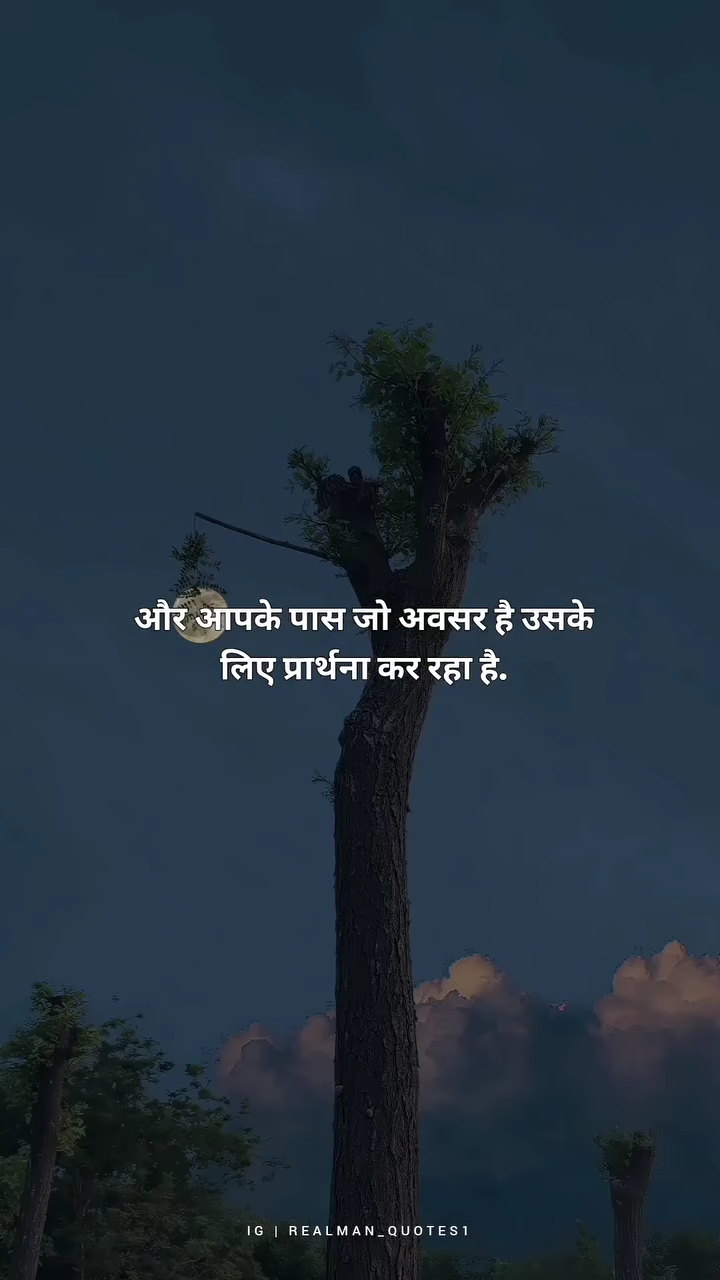 और आपके पास जो अवसर है उसके
लिए प्रार्थना कर रहा है.
IG | REALMAN_QUOTES1